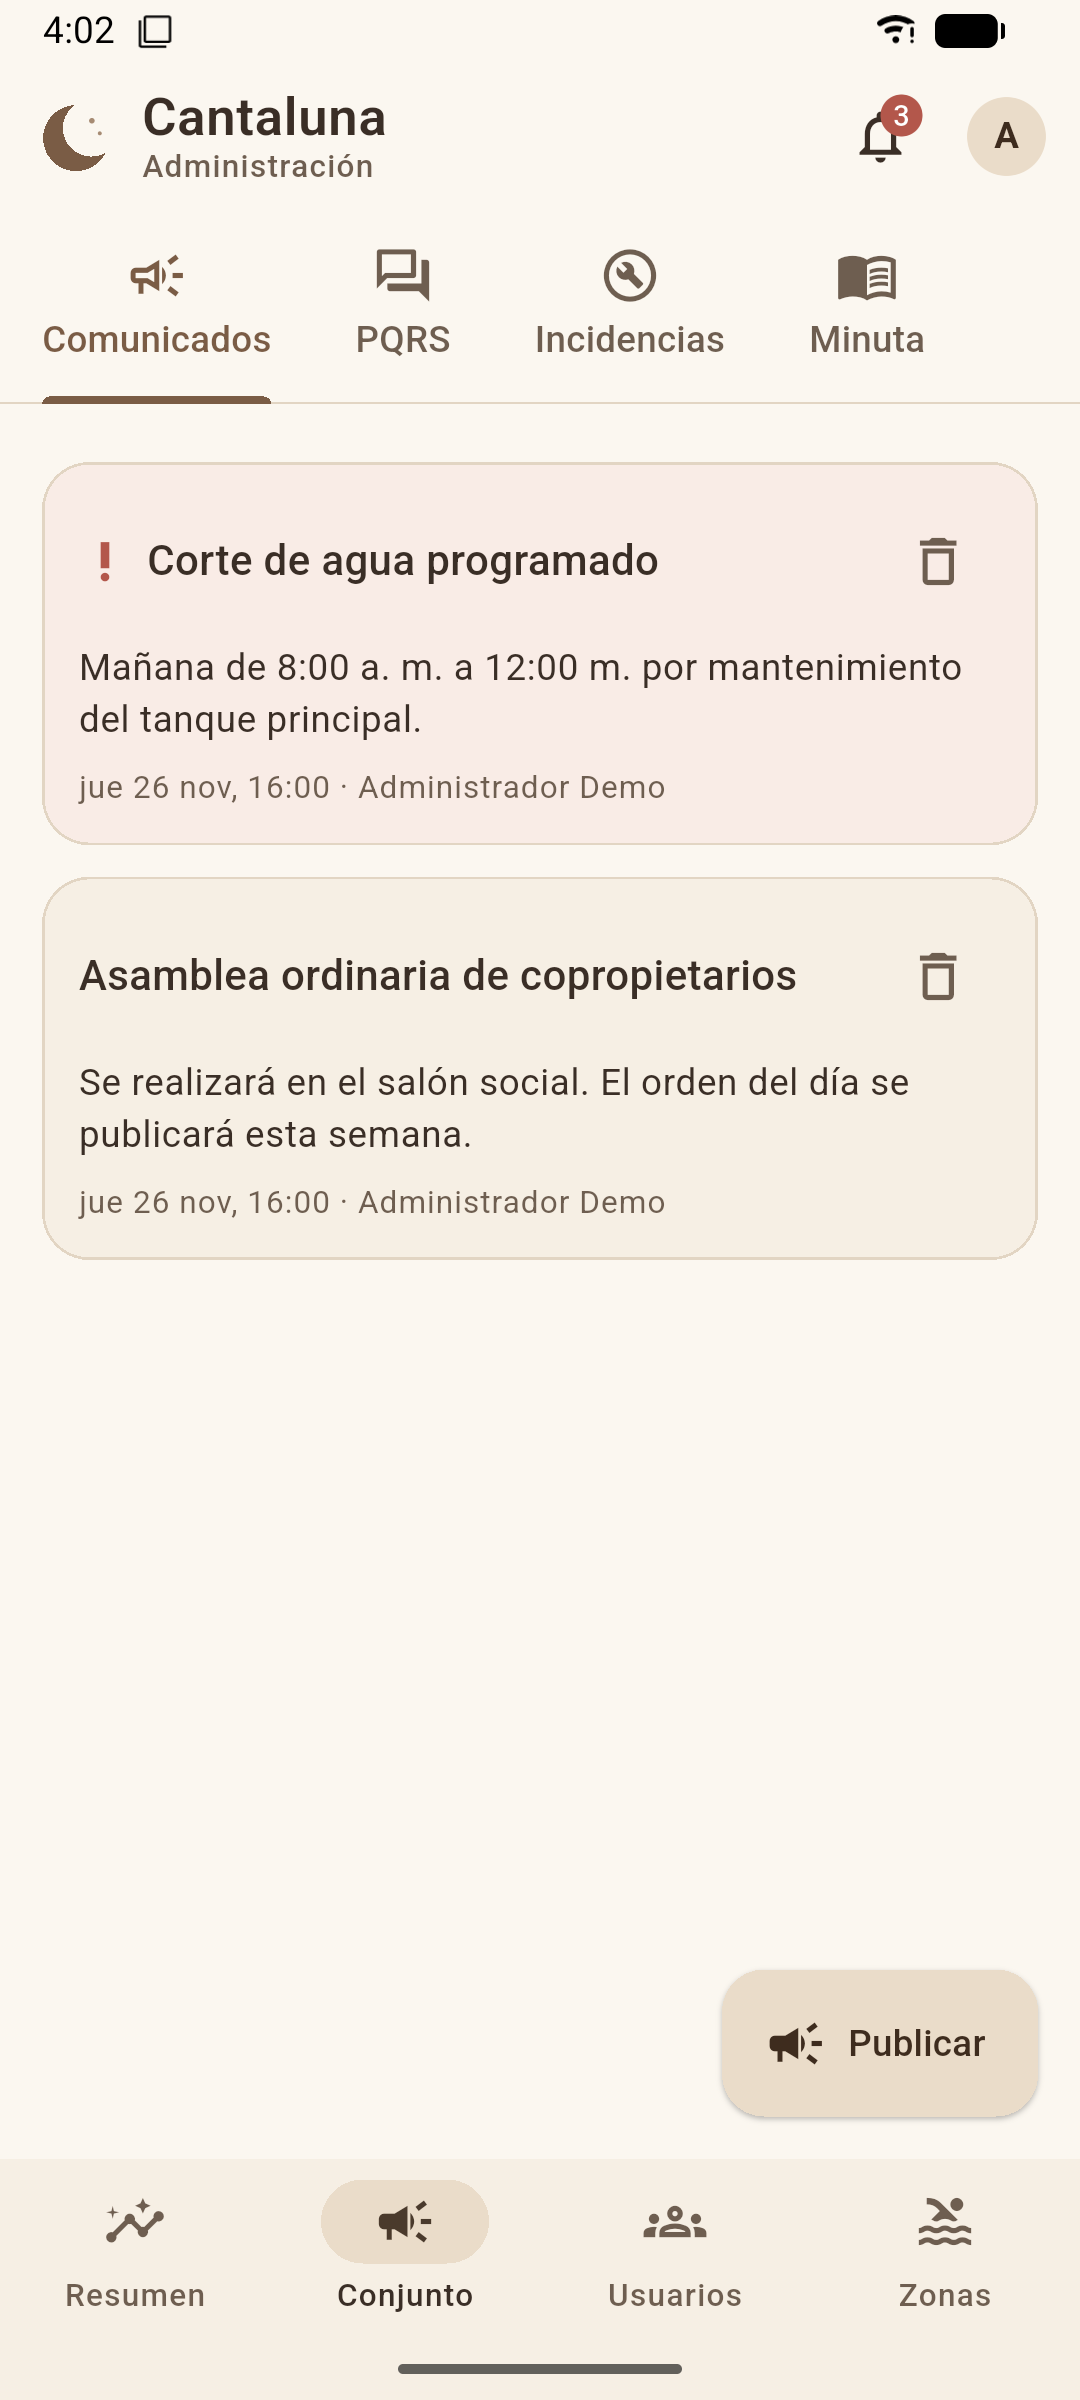 4:02
Cantaluna
Administración
3
A
Comunicados
PQRS
Incidencias
Minuta
Corte de agua programado
Mañana de 8:00 a. m. a 12:00 m. por mantenimiento
del tanque principal.
jue 26 nov, 16:00 · Administrador Demo
Asamblea ordinaria de copropietarios
Se realizará en el salón social. El orden del día se
publicará esta semana.
jue 26 nov, 16:00 · Administrador Demo
Publicar
Resumen
Conjunto
Usuarios
Zonas